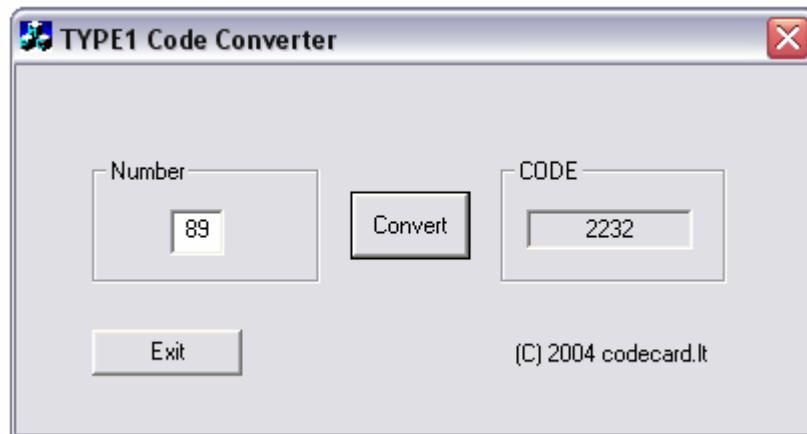 TYPE1 Code Converter
Number
CODE
89
Convert
2232
Exit
(C) 2004 codecard.lt